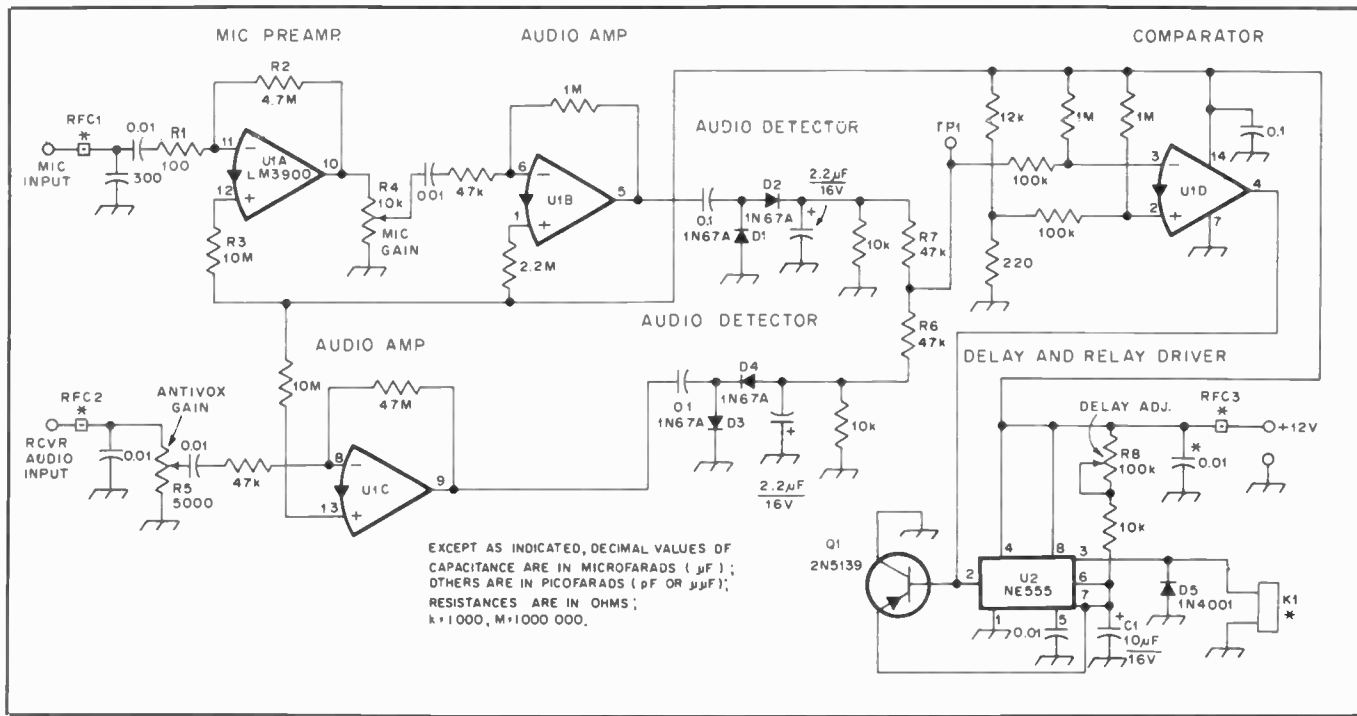 MIC PREAMP.
AUDIO AMP
COMPARATOR
R2
4.7M
1M
RFC1
*
0.01
R1
100
MIC
INPUT
300
11
−
U1A
LM3900
10
12
+
R3
10M
R4
10k
MIC
GAIN
001
47k
6
−
U1B
5
1
+
2.2M
AUDIO DETECTOR
0.1
D2
1N67A
1N67A
D1
2.2µF
16V
+
10k
R7
47k
TP1
12k
1M
1M
0.1
100k
3
−
14
U1D
4
100k
2
+
7
220
R6
47k
AUDIO DETECTOR
AUDIO AMP
10M
47M
RFC2
*
ANTIVOX
GAIN
RCVR
AUDIO
INPUT
0.01
0.01
R5
5000
47k
8
−
U1C
9
13
+
0.1
1N67A
D3
D4
1N67A
+
2.2µF
16V
10k
DELAY AND RELAY DRIVER
DELAY ADJ.
RFC3
*
+12V
R8
100k
*
0.01
10k
Q1
2N5139
4
8
3
2
U2
NE555
6
7
1
5
0.01
+
C1
10µF
16V
D5
1N4001
K1
*
EXCEPT AS INDICATED, DECIMAL VALUES OF
CAPACITANCE ARE IN MICROFARADS ( µF ) ;
OTHERS ARE IN PICOFARADS ( pF OR µµF);
RESISTANCES ARE IN OHMS;
k=1000, M=1000 000.